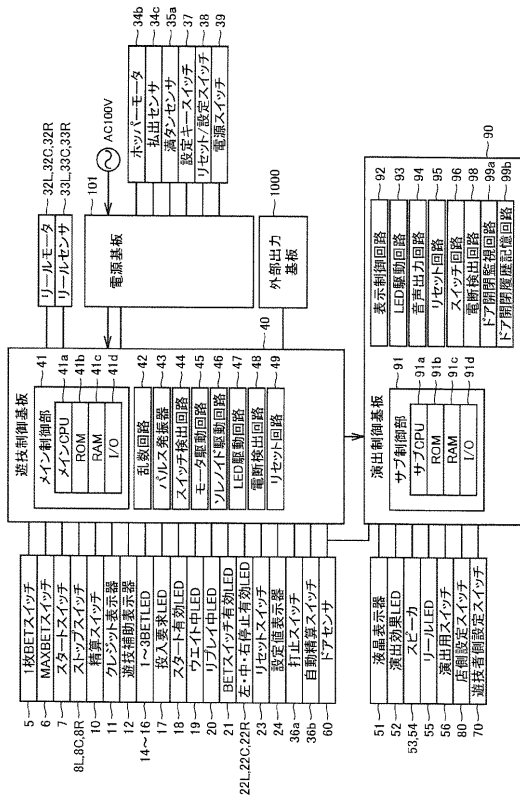 32L,32C,32R
33L,33C,33R
リールモータ
リールセンサ
101
AC100V
電源基板
ホッパーモータ
払出センサ
満タンセンサ
設定キースイッチ
リセット/設定スイッチ
電源スイッチ
34b
34c
35a
37
38
39
1000
外部出力
基板
40
遊技制御基板
41
メイン制御部
メインCPU
ROM
RAM
I/O
41a
41b
41c
41d
乱数回路
パルス発振器
スイッチ検出回路
モータ駆動回路
ソレノイド駆動回路
LED駆動回路
電断検出回路
リセット回路
42
43
44
45
46
47
48
49
5 1枚BETスイッチ
6 MAXBETスイッチ
7 スタートスイッチ
8L,8C,8R ストップスイッチ
10 精算スイッチ
11 クレジット表示器
12 遊技補助表示器
14～16 1～3BETLED
17 投入要求LED
18 スタート有効LED
19 ウエイト中LED
20 リプレイ中LED
21 BETスイッチ有効LED
22L,22C,22R 左・中・右停止有効LED
23 リセットスイッチ
24 設定値表示器
36a 打止スイッチ
36b 自動精算スイッチ
60 ドアセンサ
90
演出制御基板
91
サブ制御部
サブCPU
ROM
RAM
I/O
91a
91b
91c
91d
表示制御回路
LED駆動回路
音声出力回路
リセット回路
スイッチ回路
電断検出回路
ドア開閉監視回路
ドア開閉履歴記憶回路
92
93
94
95
96
98
99a
99b
51 液晶表示器
52 演出効果LED
53,54 スピーカ
55 リールLED
56 演出用スイッチ
80 店側設定スイッチ
70 遊技者側設定スイッチ